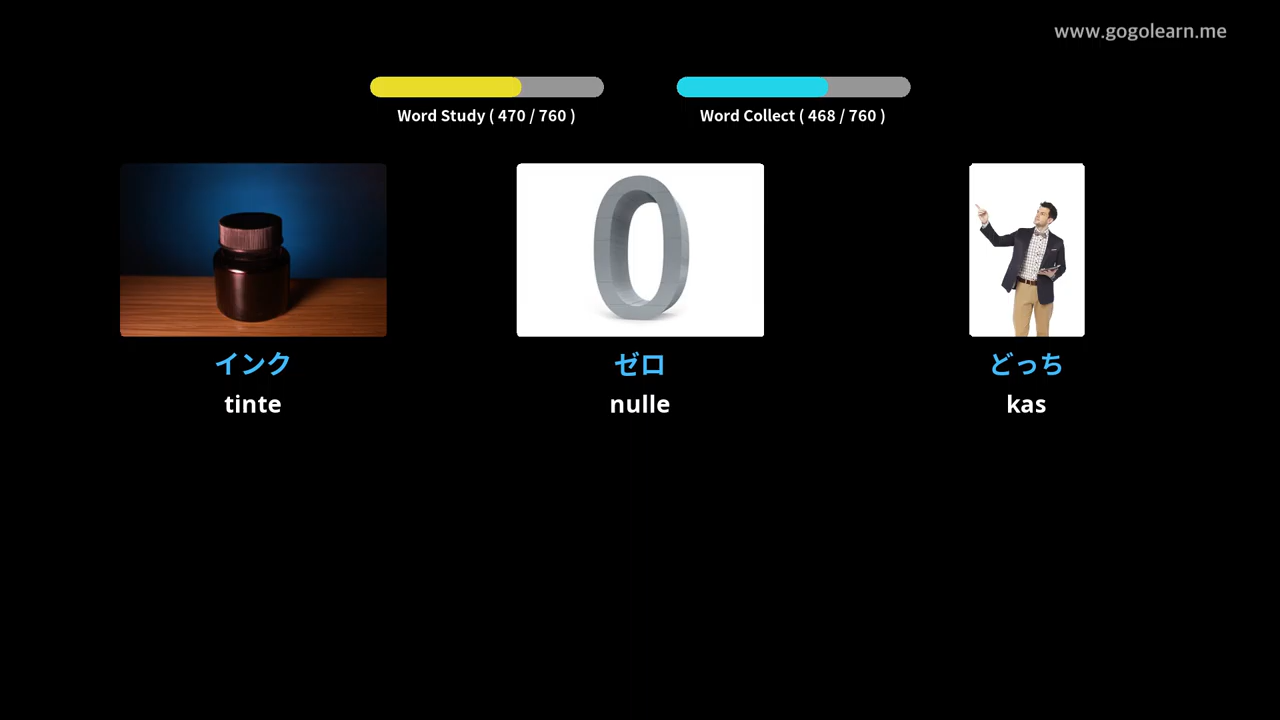 www.gogolearn.me
Word Study ( 470 / 760 )
Word Collect ( 468 / 760 )
インク
ゼロ
どっち
tinte
nulle
kas